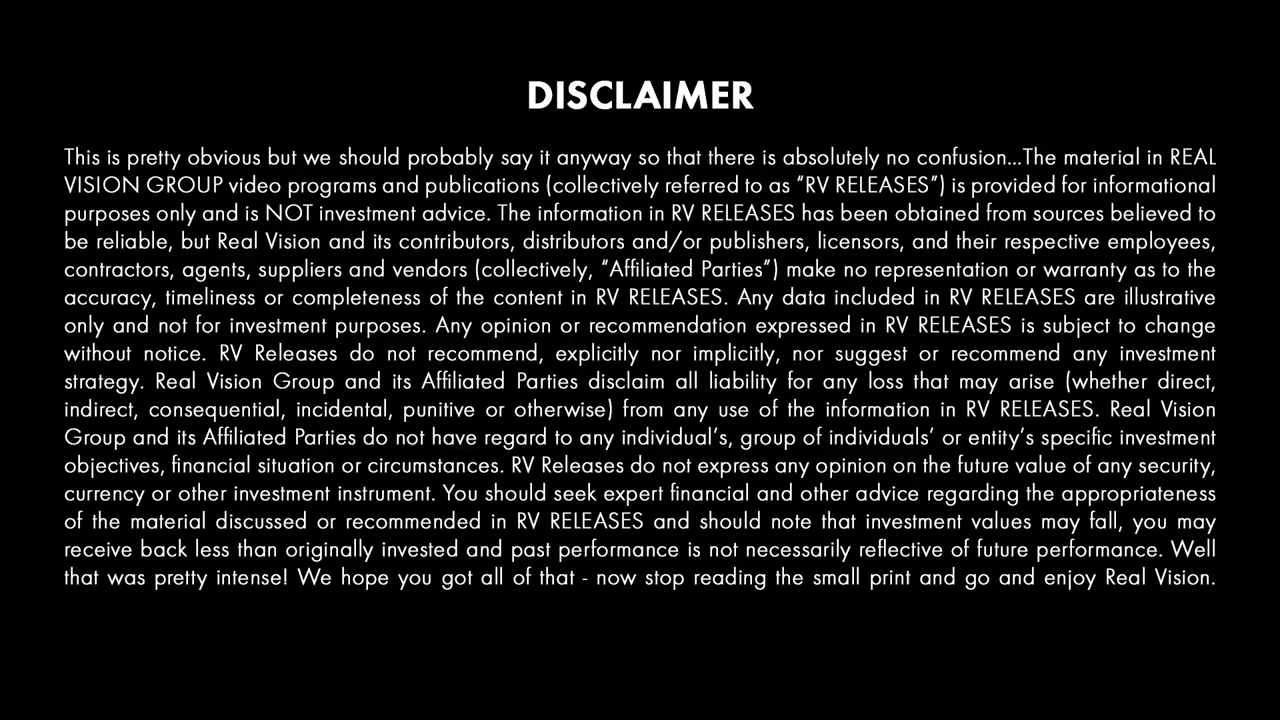 DISCLAIMER
This is pretty obvious but we should probably say it anyway so that there is absolutely no confusion...The material in REAL
VISION GROUP video programs and publications (collectively referred to as “RV RELEASES”) is provided for informational
purposes only and is NOT investment advice. The information in RV RELEASES has been obtained from sources believed to
be reliable, but Real Vision and its contributors, distributors and/or publishers, licensors, and their respective employees,
contractors, agents, suppliers and vendors (collectively, “Affiliated Parties”) make no representation or warranty as to the
accuracy, timeliness or completeness of the content in RV RELEASES. Any data included in RV RELEASES are illustrative
only and not for investment purposes. Any opinion or recommendation expressed in RV RELEASES is subject to change
without notice. RV Releases do not recommend, explicitly nor implicitly, nor suggest or recommend any investment
strategy. Real Vision Group and its Affiliated Parties disclaim all liability for any loss that may arise (whether direct,
indirect, consequential, incidental, punitive or otherwise) from any use of the information in RV RELEASES. Real Vision
Group and its Affiliated Parties do not have regard to any individual’s, group of individuals’ or entity’s specific investment
objectives, financial situation or circumstances. RV Releases do not express any opinion on the future value of any security,
currency or other investment instrument. You should seek expert financial and other advice regarding the appropriateness
of the material discussed or recommended in RV RELEASES and should note that investment values may fall, you may
receive back less than originally invested and past performance is not necessarily reflective of future performance. Well
that was pretty intense! We hope you got all of that - now stop reading the small print and go and enjoy Real Vision.